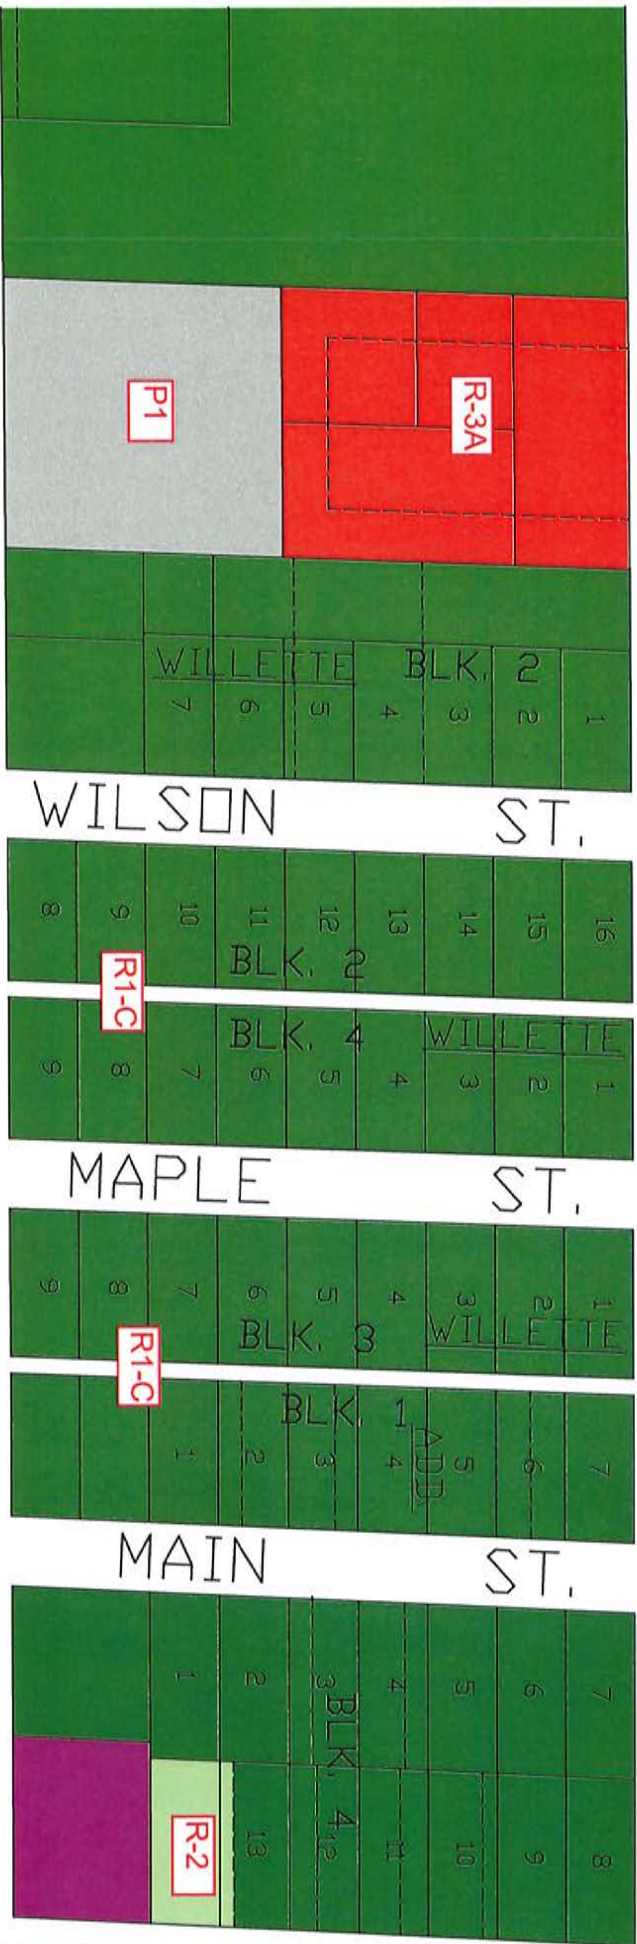 P1
R-3A
WILLETTE BLK. 2
7 6 5 4 3 2 1
WILSON ST.
8 9 10 11 12 13 14 15 16
BLK. 2
R1-C
BLK. 4 WILLETTE
9 8 7 6 5 4 3 2 1
MAPLE ST.
9 8 7 6 5 4 3 2 1
BLK. 3 WILLETTE
R1-C
BLK. 1
ADD
1 2 3 4 5 6 7
MAIN ST.
1 2 3 4 5 6 7
BLK. 4
R-2
13 12 11 10 9 8